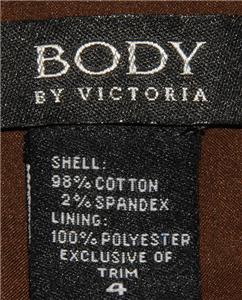 BODY
BY VICTORIA
SHELL:
98% COTTON
2% SPANDEX
LINING:
100% POLYESTER
EXCLUSIVE OF
TRIM
4